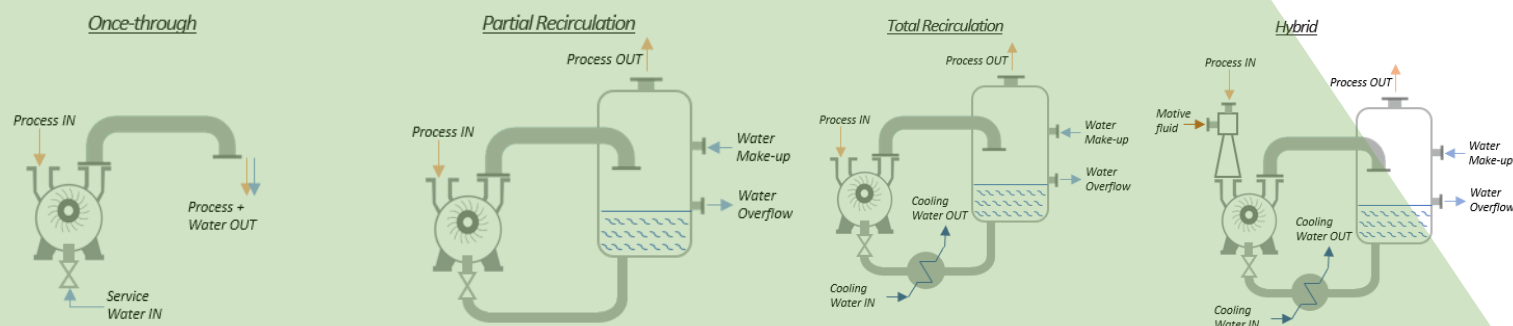 Once-through
Process IN
Process +
Water OUT
Service
Water IN
Partial Recirculation
Process OUT
Process IN
Water
Make-up
Water
Overflow
Total Recirculation
Process OUT
Process IN
Water
Make-up
Water
Overflow
Cooling
Water OUT
Cooling
Water IN
Hybrid
Process IN
Process OUT
Motive
fluid
Water
Make-up
Water
Overflow
Cooling
Water OUT
Cooling
Water IN